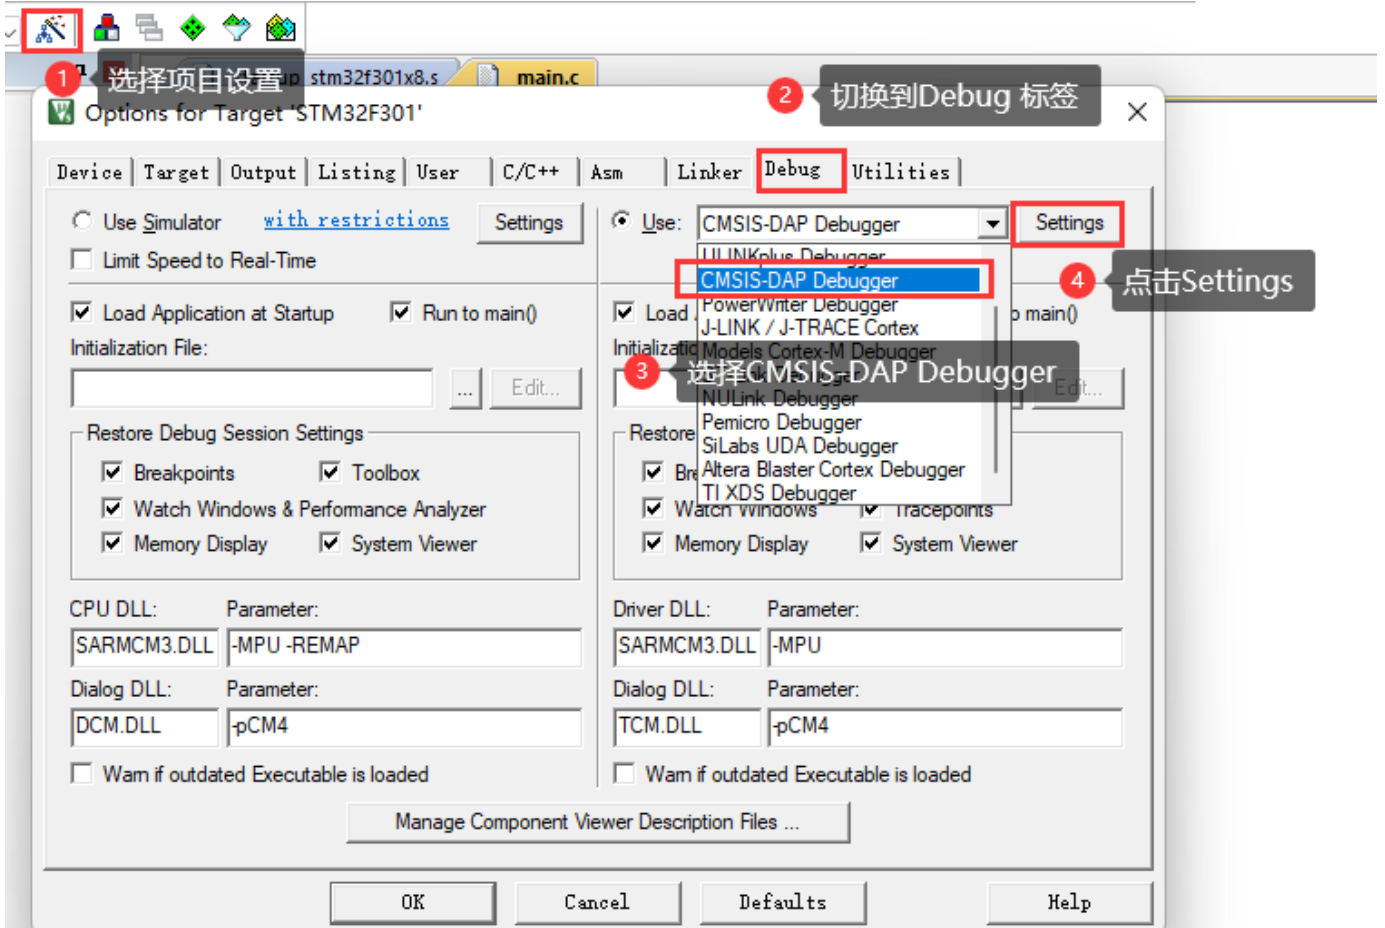 1 选择项目设置 up_stm32f301x8.s main.c
2 切换到Debug 标签
Options for Target 'STM32F301'
Device Target Output Listing User C/C++ Asm Linker Debug Utilities
Use Simulator with restrictions Settings Use: CMSIS-DAP Debugger Settings
Limit Speed to Real-Time
ULINKplus Debugger
CMSIS-DAP Debugger
4 点击Settings
PowerWriter Debugger
Load Application at Startup Run to main() Load o main()
J-LINK / J-TRACE Cortex
Initialization File: Initializatio
Models Cortex-M Debugger
3 选择CMSIS-DAP Debugger
... Edit... Edit...
NULink Debugger
Pemicro Debugger
Restore Debug Session Settings Restore
SiLabs UDA Debugger
Breakpoints Toolbox Bre
Altera Blaster Cortex Debugger
TI XDS Debugger
Watch Windows & Performance Analyzer Watch Windows Tracepoints
Memory Display System Viewer Memory Display System Viewer
CPU DLL: Parameter: Driver DLL: Parameter:
SARMCM3.DLL -MPU -REMAP SARMCM3.DLL -MPU
Dialog DLL: Parameter: Dialog DLL: Parameter:
DCM.DLL -pCM4 TCM.DLL -pCM4
Warn if outdated Executable is loaded Warn if outdated Executable is loaded
Manage Component Viewer Description Files ...
OK Cancel Defaults Help